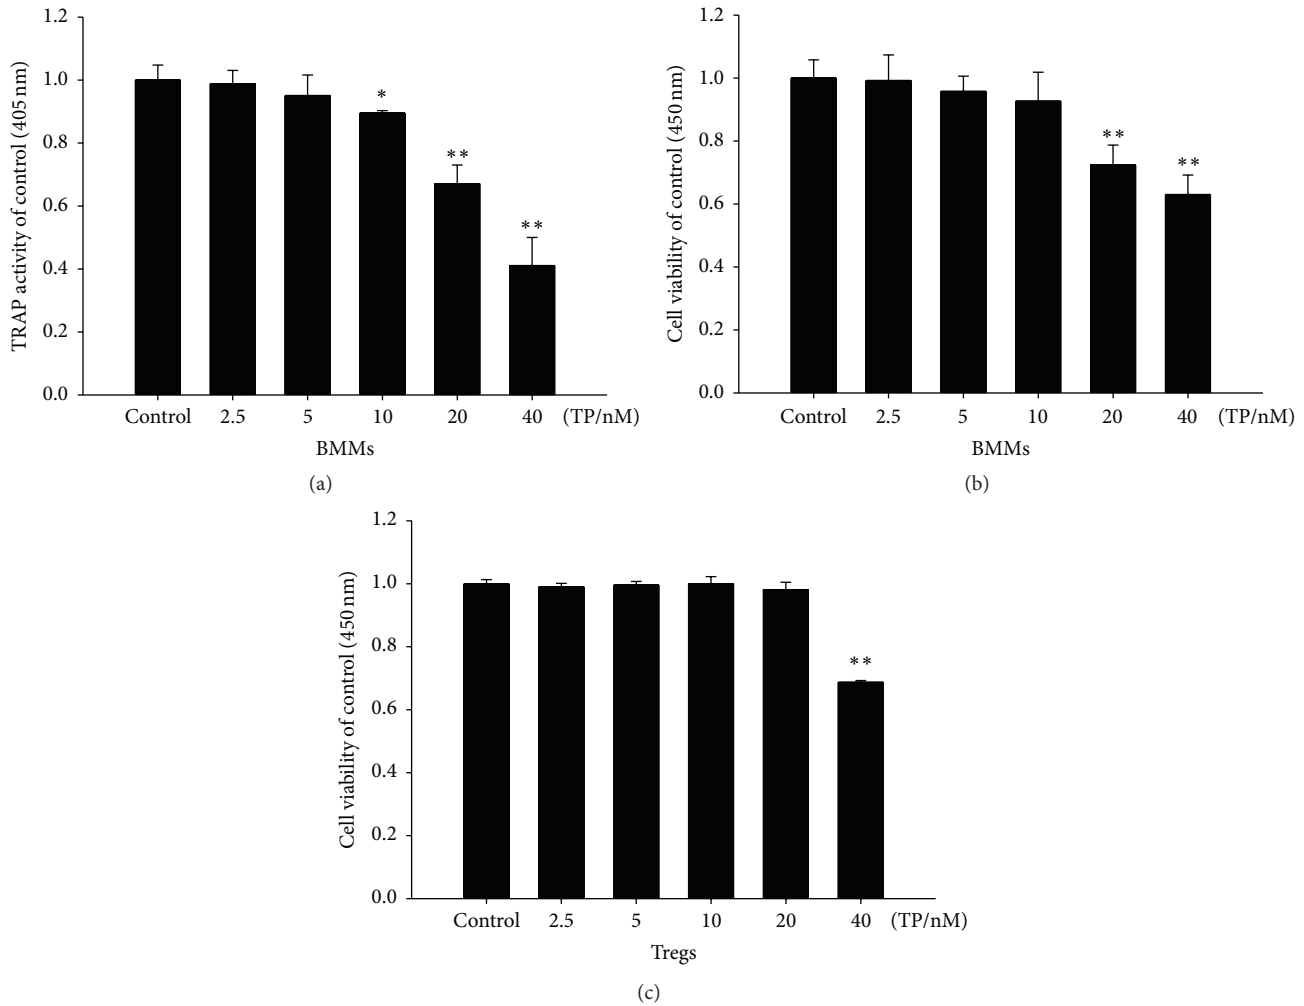 TRAP activity of control (405 nm)
1.2
1.0
0.8
0.6
0.4
0.2
0.0
*
**
**
Control 2.5 5 10 20 40 (TP/nM)
BMMs
(a)
Cell viability of control (450 nm)
1.2
1.0
0.8
0.6
0.4
0.2
0.0
**
**
Control 2.5 5 10 20 40 (TP/nM)
BMMs
(b)
Cell viability of control (450 nm)
1.2
1.0
0.8
0.6
0.4
0.2
0.0
**
Control 2.5 5 10 20 40 (TP/nM)
Tregs
(c)